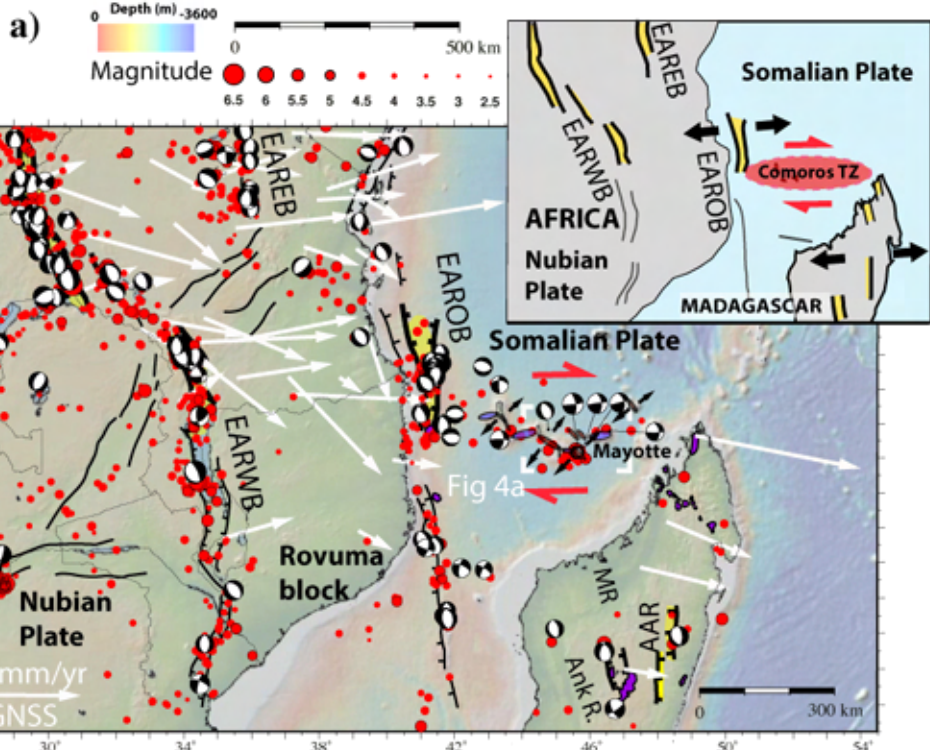 a)
Depth (m)
0
-3600
Magnitude
0
500 km
6.5 6 5.5 5 4.5 4 3.5 3 2.5
EAREB
Somalian Plate
EARWB
EAROB
Comoros TZ
AFRICA
Nubian
Plate
MADAGASCAR
EAREB
EAROB
Somalian Plate
EARWB
Mayotte
Fig 4a
Rovuma
block
Nubian
Plate
MR
AAR
Ank R.
mm/yr
GNSS
0
300 km
30° 34° 38° 42° 46° 50° 54°